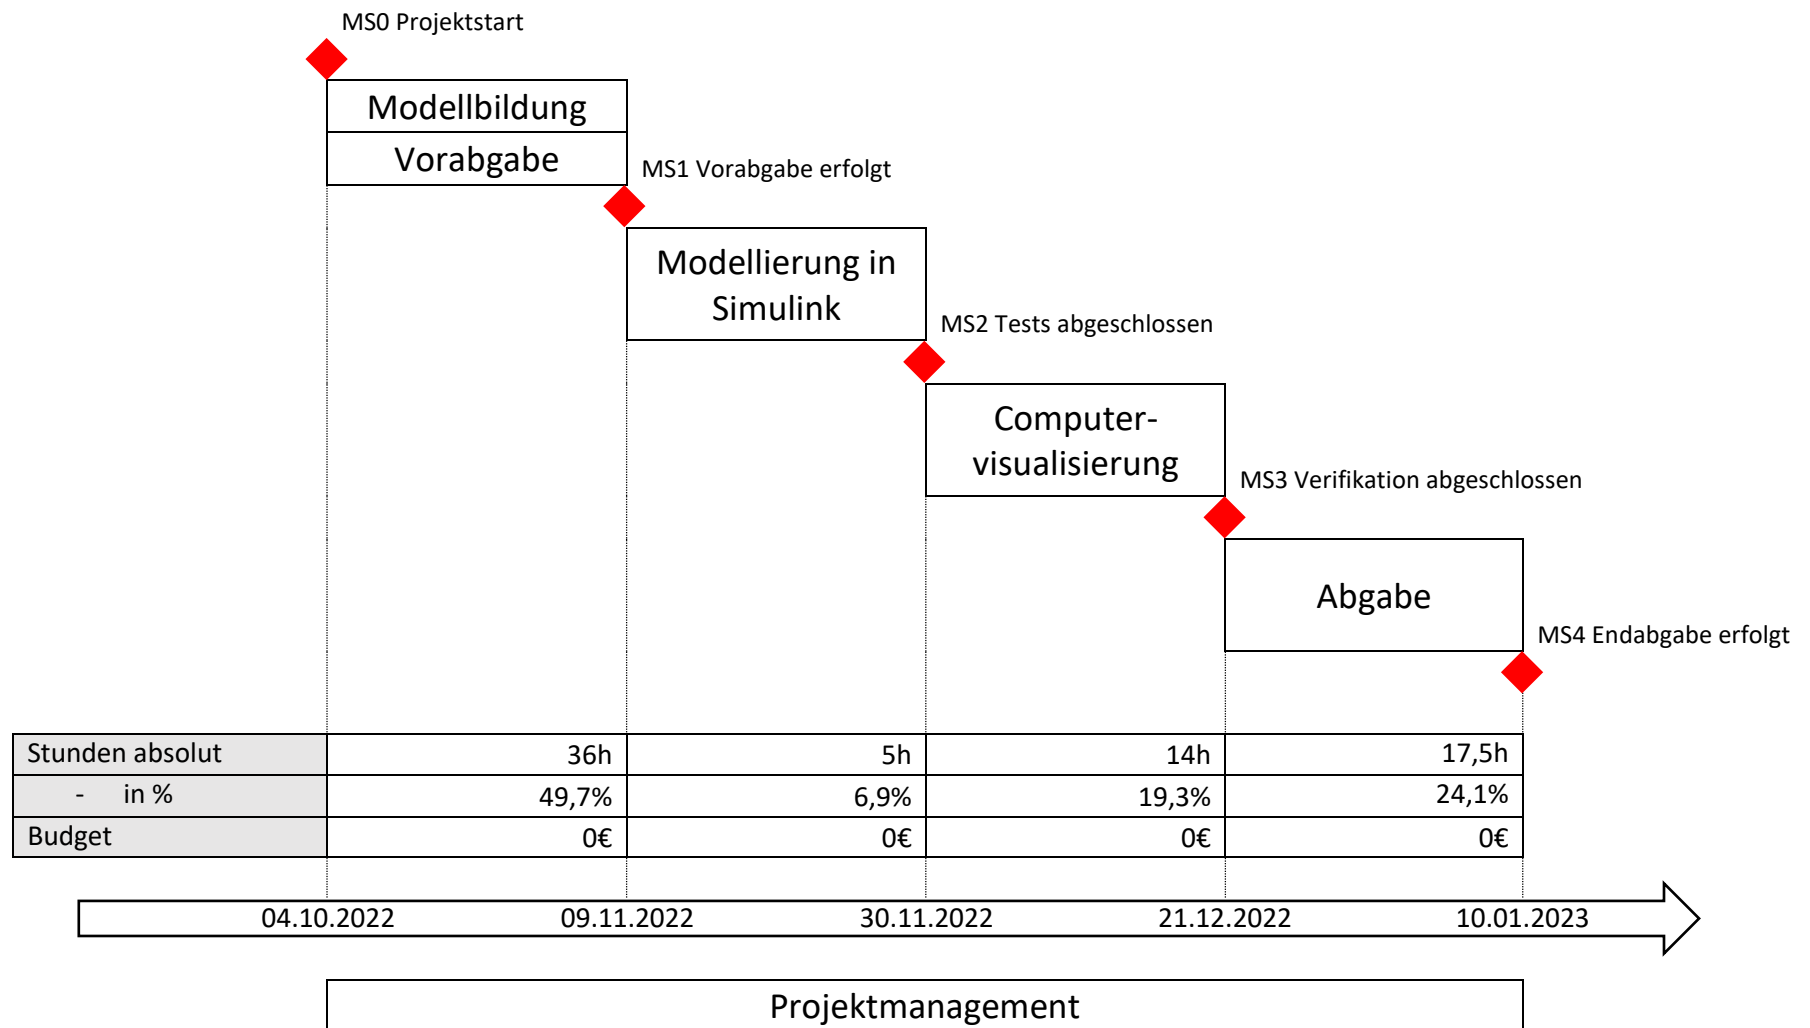 MS0 Projektstart
Modellbildung
Vorabgabe
MS1 Vorabgabe erfolgt
Modellierung in
Simulink
MS2 Tests abgeschlossen
Computer-
visualisierung
MS3 Verifikation abgeschlossen
Abgabe
MS4 Endabgabe erfolgt
Stunden absolut 36h 5h 14h 17,5h
- in % 49,7% 6,9% 19,3% 24,1%
Budget 0€ 0€ 0€ 0€
04.10.2022 09.11.2022 30.11.2022 21.12.2022 10.01.2023
Projektmanagement